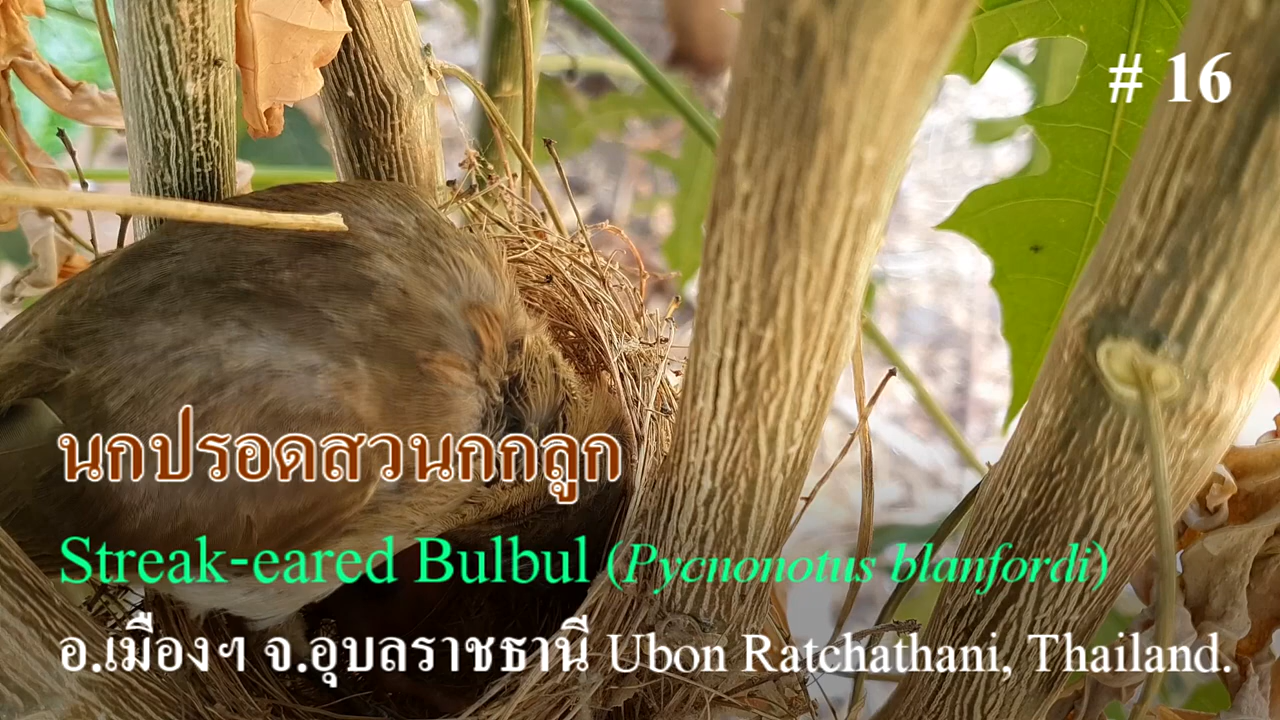 # 16
นกปรอดสวนกกลูก
Streak-eared Bulbul (Pycnonotus blanfordi)
อ.เมืองฯ จ.อุบลราชธานี Ubon Ratchathani, Thailand.